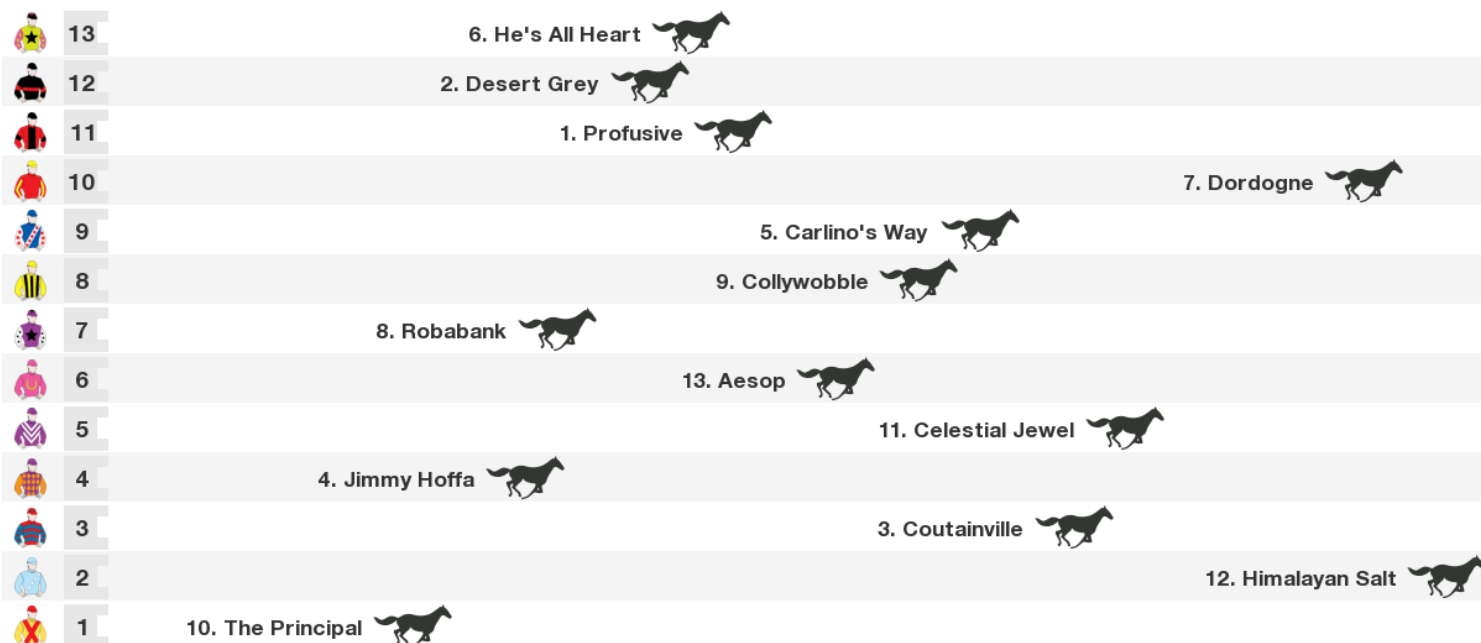 13 6. He's All Heart
12 2. Desert Grey
11 1. Profusive
10 7. Dordogne
9 5. Carlino's Way
8 9. Collywobble
7 8. Robabank
6 13. Aesop
5 11. Celestial Jewel
4 4. Jimmy Hoffa
3 3. Coutainville
2 12. Himalayan Salt
1 10. The Principal